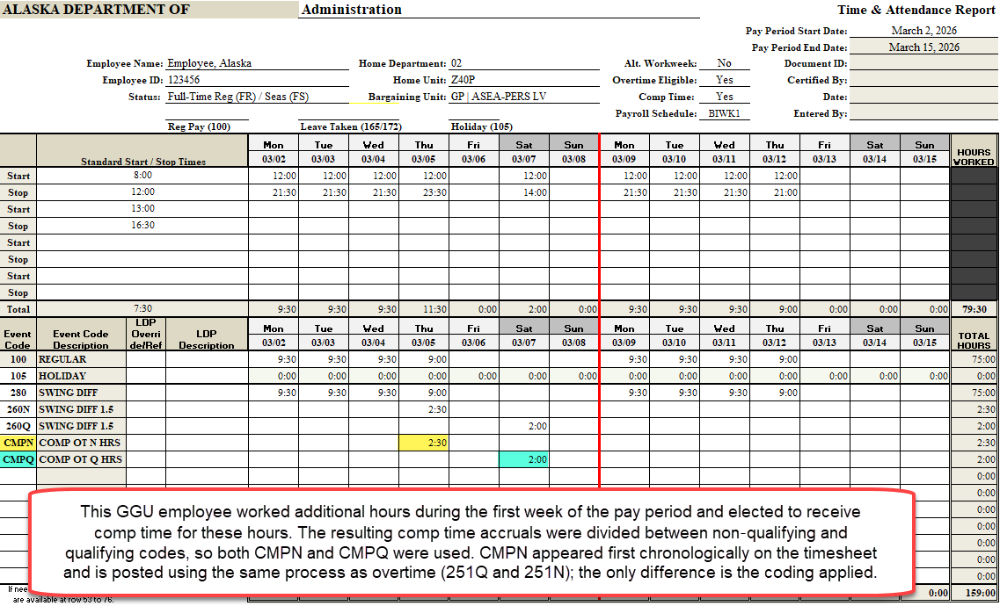 ALASKA DEPARTMENT OF Administration Time & Attendance Report
Pay Period Start Date: March 2, 2026
Pay Period End Date: March 15, 2026
Employee Name: Employee, Alaska Home Department: 02 Alt. Workweek: No Document ID:
Employee ID: 123456 Home Unit: Z40P Overtime Eligible: Yes Certified By:
Status: Full-Time Reg (FR) / Seas (FS) Bargaining Unit: GP | ASEA-PERS LV Comp Time: Yes Date:
Payroll Schedule: BIWK1 Entered By:
Reg Pay (100) Leave Taken (165/172) Holiday (105)
Mon Tue Wed Thu Fri Sat Sun Mon Tue Wed Thu Fri Sat Sun HOURS WORKED
Standard Start / Stop Times 03/02 03/03 03/04 03/05 03/06 03/07 03/08 03/09 03/10 03/11 03/12 03/13 03/14 03/15
Start 8:00 12:00 12:00 12:00 12:00 12:00 12:00 12:00 12:00 12:00
Stop 12:00 21:30 21:30 21:30 23:30 14:00 21:30 21:30 21:30 21:00
Start 13:00
Stop 16:30
Start
Stop
Start
Stop
Total 7:30 9:30 9:30 9:30 11:30 0:00 2:00 0:00 9:30 9:30 9:30 9:00 0:00 0:00 0:00 79:30
Event Code Event Code Description LDP Overri de/Ref LDP Description Mon Tue Wed Thu Fri Sat Sun Mon Tue Wed Thu Fri Sat Sun TOTAL HOURS
03/02 03/03 03/04 03/05 03/06 03/07 03/08 03/09 03/10 03/11 03/12 03/13 03/14 03/15
100 REGULAR 9:30 9:30 9:30 9:00 9:30 9:30 9:30 9:00 75:00
105 HOLIDAY 0:00 0:00 0:00 0:00 0:00 0:00 0:00 0:00 0:00 0:00 0:00 0:00 0:00 0:00 0:00
280 SWING DIFF 9:30 9:30 9:30 9:00 9:30 9:30 9:30 9:00 75:00
260N SWING DIFF 1.5 2:30 2:30
260Q SWING DIFF 1.5 2:00 2:00
CMPN COMP OT N HRS 2:30 2:30
CMPQ COMP OT Q HRS 2:00 2:00
0:00
0:00
0:00
0:00
0:00
0:00
0:00
This GGU employee worked additional hours during the first week of the pay period and elected to receive
comp time for these hours. The resulting comp time accruals were divided between non-qualifying and
qualifying codes, so both CMPN and CMPQ were used. CMPN appeared first chronologically on the timesheet
and is posted using the same process as overtime (251Q and 251N); the only difference is the coding applied.
If nee
0:00 159:00
are available at row 53 to 76.